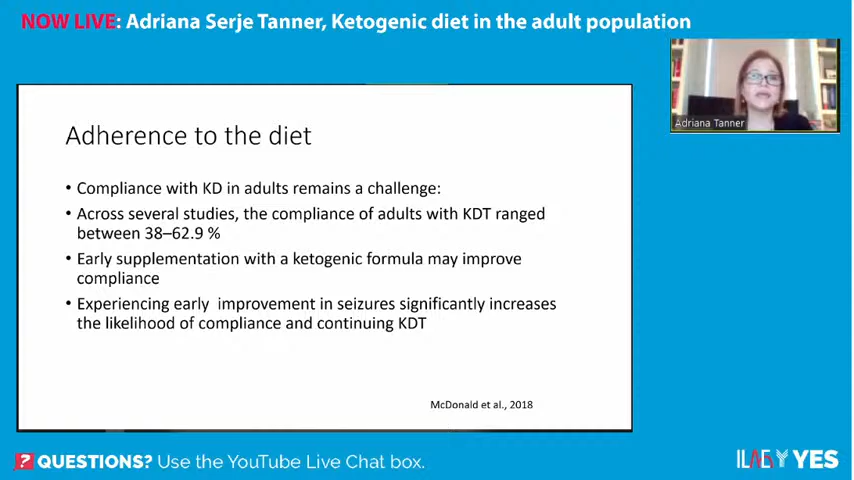 NOW LIVE: Adriana Serje Tanner, Ketogenic diet in the adult population
Adriana Tanner
Adherence to the diet
• Compliance with KD in adults remains a challenge:
• Across several studies, the compliance of adults with KDT ranged
between 38–62.9 %
• Early supplementation with a ketogenic formula may improve
compliance
• Experiencing early improvement in seizures significantly increases
the likelihood of compliance and continuing KDT
McDonald et al., 2018
? QUESTIONS? Use the YouTube Live Chat box.
ILAE YES